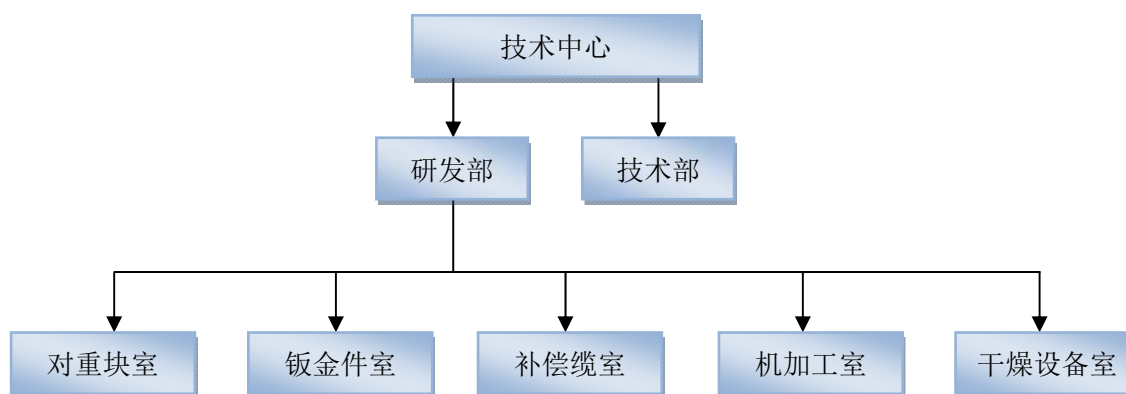 技术中心
研发部
技术部
对重块室
钣金件室
补偿缆室
机加工室
干燥设备室